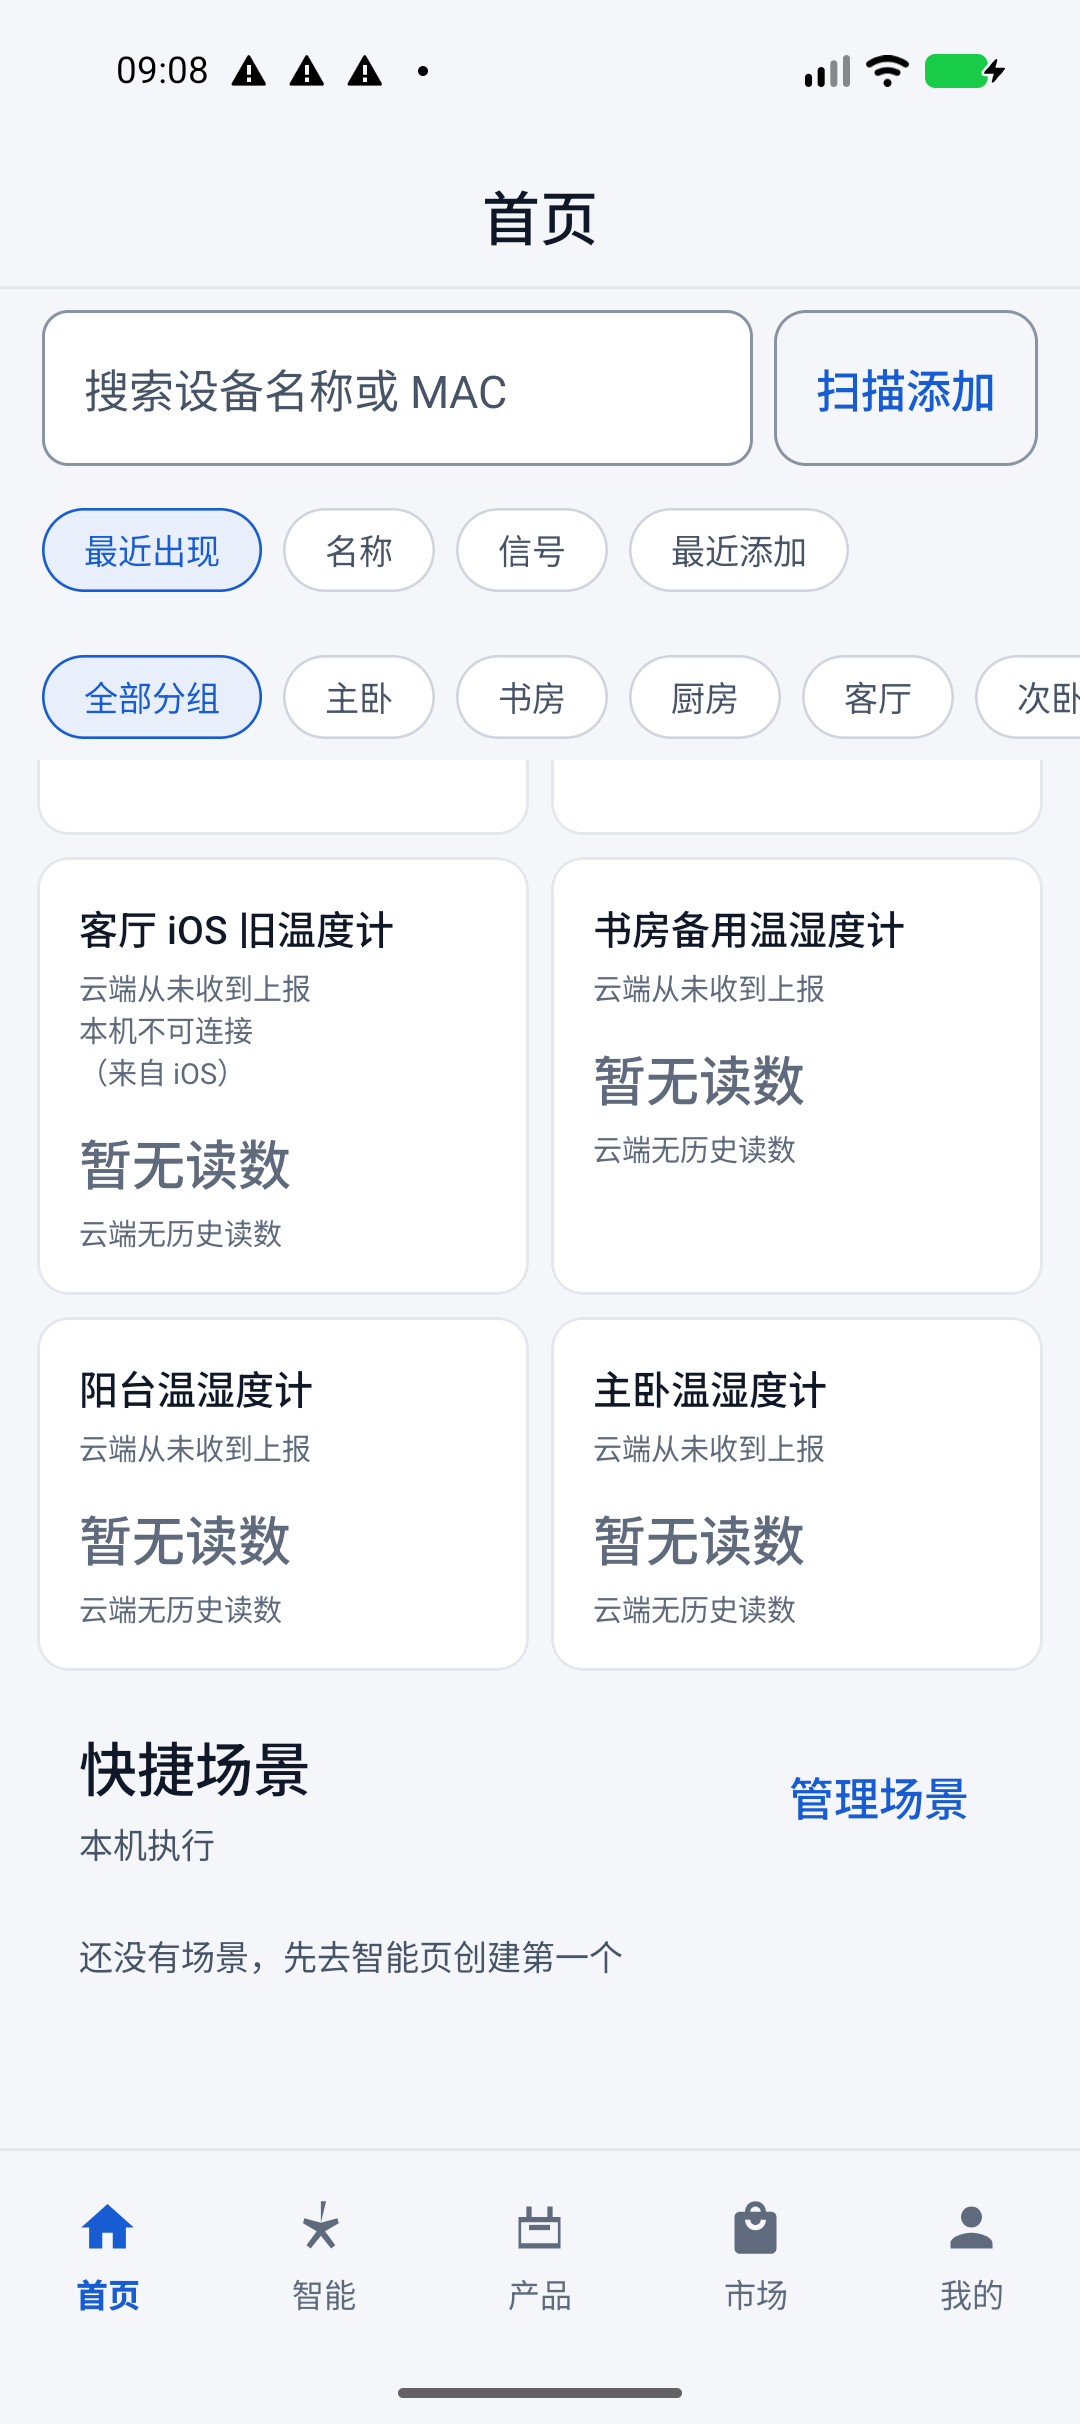 09:08
首页
搜索设备名称或 MAC
扫描添加
最近出现
名称
信号
最近添加
全部分组
主卧
书房
厨房
客厅
次卧
客厅 iOS 旧温度计
云端从未收到上报
本机不可连接
（来自 iOS）
暂无读数
云端无历史读数
书房备用温湿度计
云端从未收到上报
暂无读数
云端无历史读数
阳台温湿度计
云端从未收到上报
暂无读数
云端无历史读数
主卧温湿度计
云端从未收到上报
暂无读数
云端无历史读数
快捷场景
管理场景
本机执行
还没有场景，先去智能页创建第一个
首页
智能
产品
市场
我的